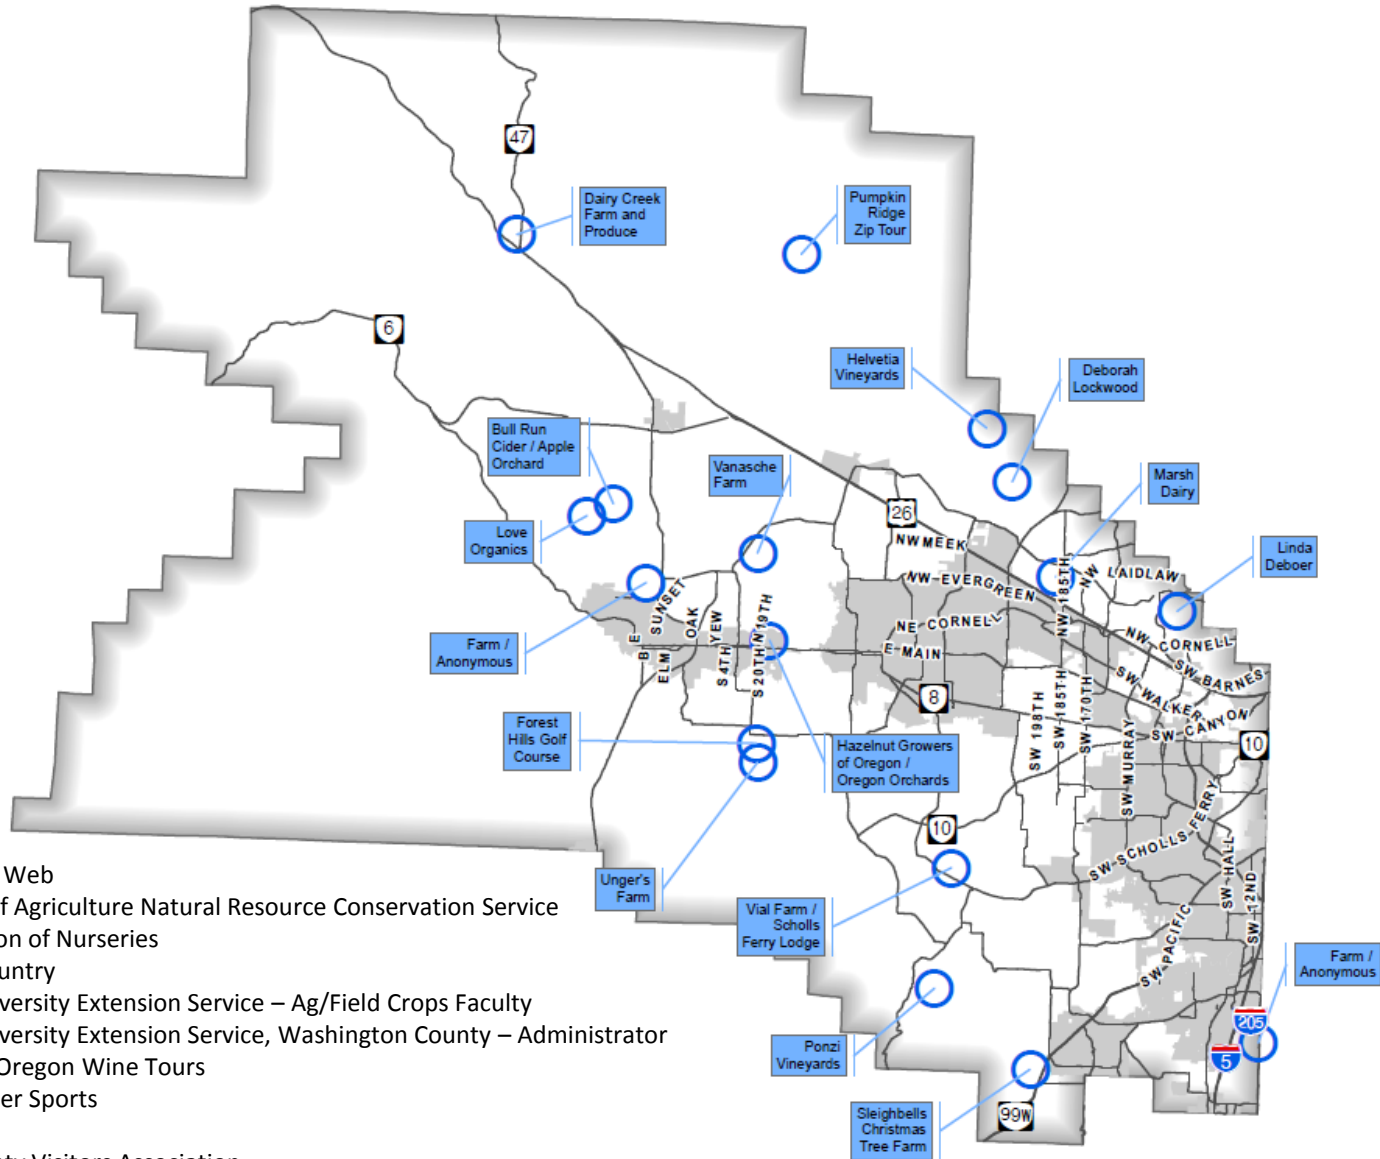 47
Dairy Creek
Farm and
Produce
Pumpkin
Ridge
Zip Tour
6
Helvetia
Vineyards
Deborah
Lockwood
Bull Run
Cider / Apple
Orchard
Vanasche
Farm
Marsh
Dairy
Love
Organics
26
Linda
Deboer
NW MEEK
NW EVERGREEN
NW 185TH
NW
LAIDLAW
NE CORNELL
E MAIN
NW CORNELL
SW BARNES
SW WALKER
SW CANYON
SUNSET
OAK
YEW
N 19TH
B
E
ELM
S 4TH
S 20TH
Farm /
Anonymous
8
SW 198TH
SW 185TH
SW 170TH
SW MURRAY
10
Forest
Hills Golf
Course
Hazelnut Growers
of Oregon /
Oregon Orchards
10
SW SCHOLLS FERRY
SW HALL
SW 12ND
SW PACIFIC
Unger's
Farm
Vial Farm /
Scholls
Ferry Lodge
Farm /
Anonymous
205
5
Ponzi
Vineyards
99W
Sleighbells
Christmas
Tree Farm
Web
f Agriculture Natural Resource Conservation Service
on of Nurseries
untry
versity Extension Service – Ag/Field Crops Faculty
versity Extension Service, Washington County – Administrator
Oregon Wine Tours
er Sports
ty Visitors Association